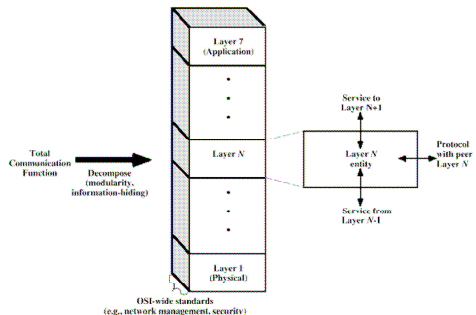 Layer 7
(Application)
Total
Communication
Function
Decompose
(modularity,
information-hiding)
Layer N
Service to
Layer N+1
Layer N
entity
Protocol
with peer
Layer N
Service from
Layer N-1
Layer 1
(Physical)
OSI-wide standards
(e.g., network management, security)